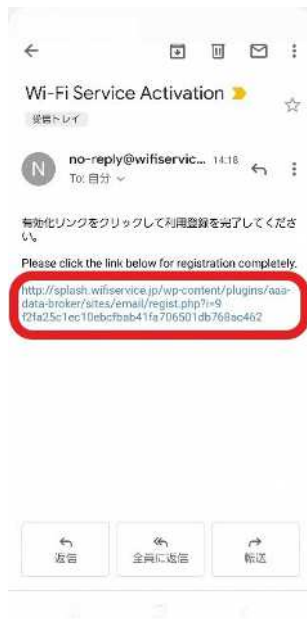 Wi-Fi Service Activation
受信トレイ
N
no-reply@wifiservic... 14:18
To: 自分
有効化リンクをクリックして利用登録を完了してくださ
い。
Please click the link below for registration completely.
http://splash.wifiservice.jp/wp-content/plugins/aaa-
data-broker/sites/email/regist.php?i=9
f2fa25c1ec10ebcfbab41fa706501db768ac462
返信
全員に返信
転送